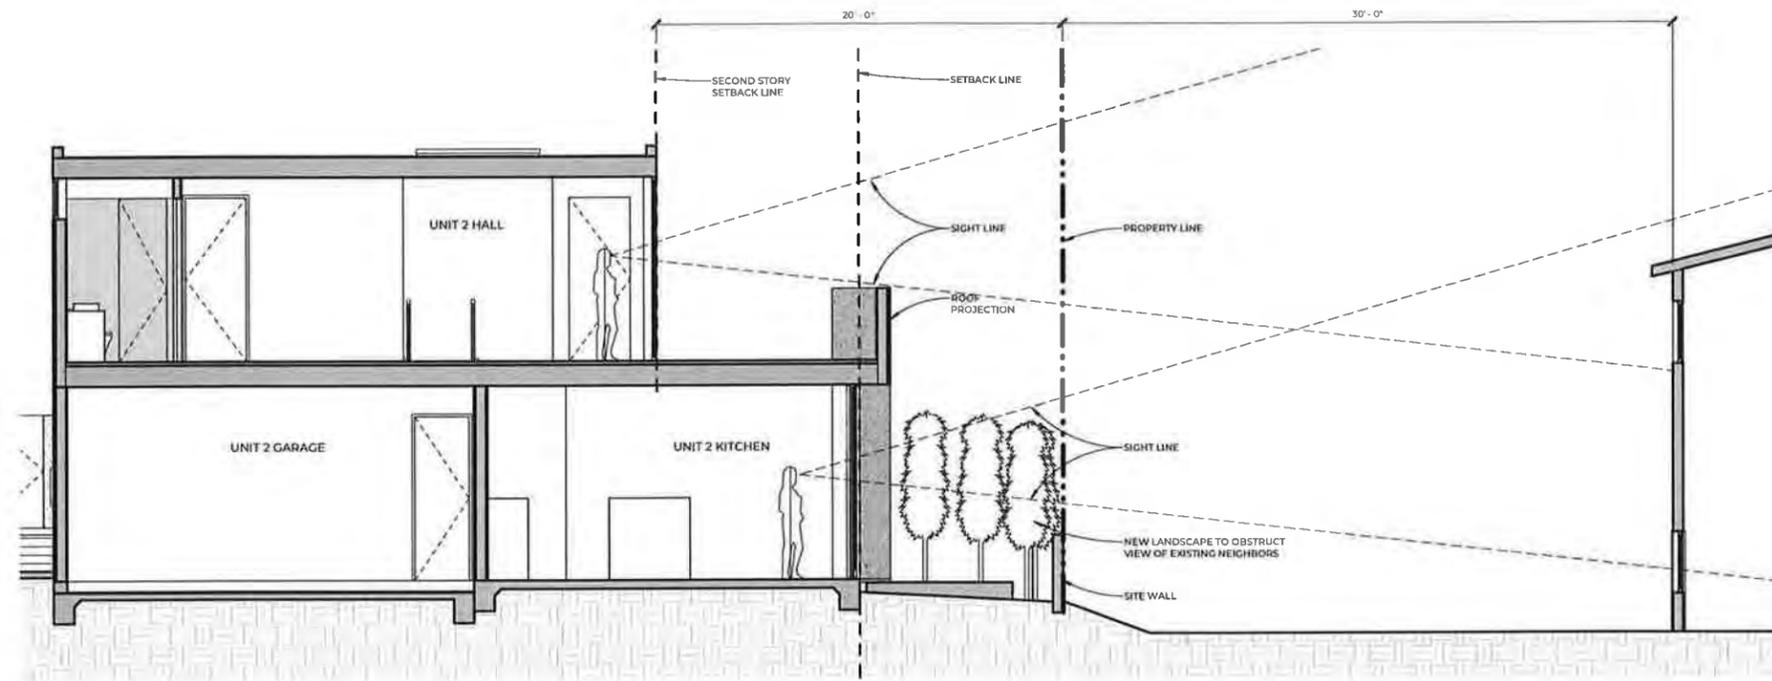 20' - 0"
30' - 0"
SECOND STORY
SETBACK LINE
SETBACK LINE
UNIT 2 HALL
SIGHT LINE
PROPERTY LINE
ROOF
PROJECTION
UNIT 2 GARAGE
UNIT 2 KITCHEN
SIGHT LINE
NEW LANDSCAPE TO OBSTRUCT
VIEW OF EXISTING NEIGHBORS
SITE WALL